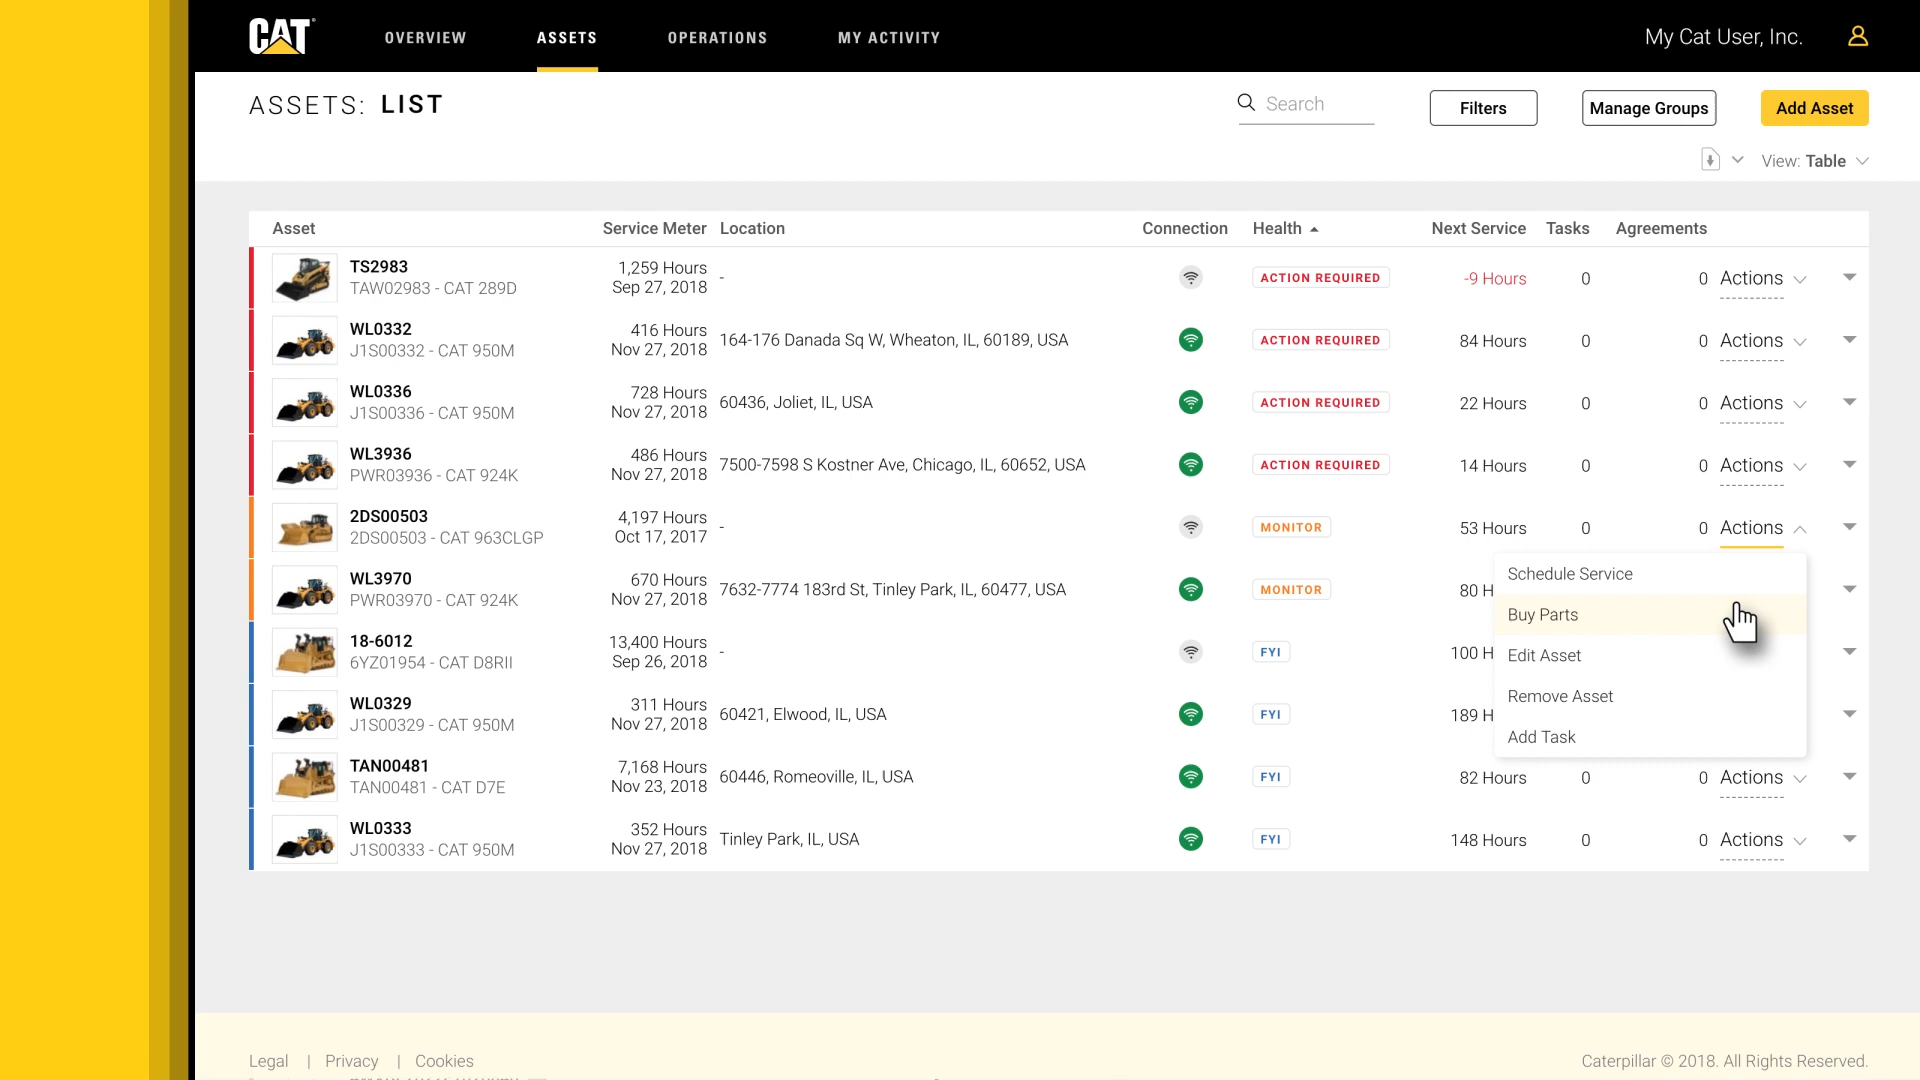 CAT OVERVIEW ASSETS OPERATIONS MY ACTIVITY My Cat User, Inc.
ASSETS: LIST Search Filters Manage Groups Add Asset
View: Table
Asset Service Meter Location Connection Health Next Service Tasks Agreements
TS2983 1,259 Hours - ACTION REQUIRED -9 Hours 0 0 Actions
TAW02983 - CAT 289D Sep 27, 2018
WL0332 416 Hours 164-176 Danada Sq W, Wheaton, IL, 60189, USA ACTION REQUIRED 84 Hours 0 0 Actions
J1S00332 - CAT 950M Nov 27, 2018
WL0336 728 Hours 60436, Joliet, IL, USA ACTION REQUIRED 22 Hours 0 0 Actions
J1S00336 - CAT 950M Nov 27, 2018
WL3936 486 Hours 7500-7598 S Kostner Ave, Chicago, IL, 60652, USA ACTION REQUIRED 14 Hours 0 0 Actions
PWR03936 - CAT 924K Nov 27, 2018
2DS00503 4,197 Hours - MONITOR 53 Hours 0 0 Actions
2DS00503 - CAT 963CLGP Oct 17, 2017
Schedule Service
WL3970 670 Hours 7632-7774 183rd St, Tinley Park, IL, 60477, USA MONITOR 80 H
PWR03970 - CAT 924K Nov 27, 2018
Buy Parts
18-6012 13,400 Hours - FYI 100 H
6YZ01954 - CAT D8RII Sep 26, 2018
Edit Asset
Remove Asset
WL0329 311 Hours 60421, Elwood, IL, USA FYI 189 H
J1S00329 - CAT 950M Nov 27, 2018
Add Task
TAN00481 7,168 Hours 60446, Romeoville, IL, USA FYI 82 Hours 0 0 Actions
TAN00481 - CAT D7E Nov 23, 2018
WL0333 352 Hours Tinley Park, IL, USA FYI 148 Hours 0 0 Actions
J1S00333 - CAT 950M Nov 27, 2018
Legal | Privacy | Cookies Caterpillar © 2018. All Rights Reserved.